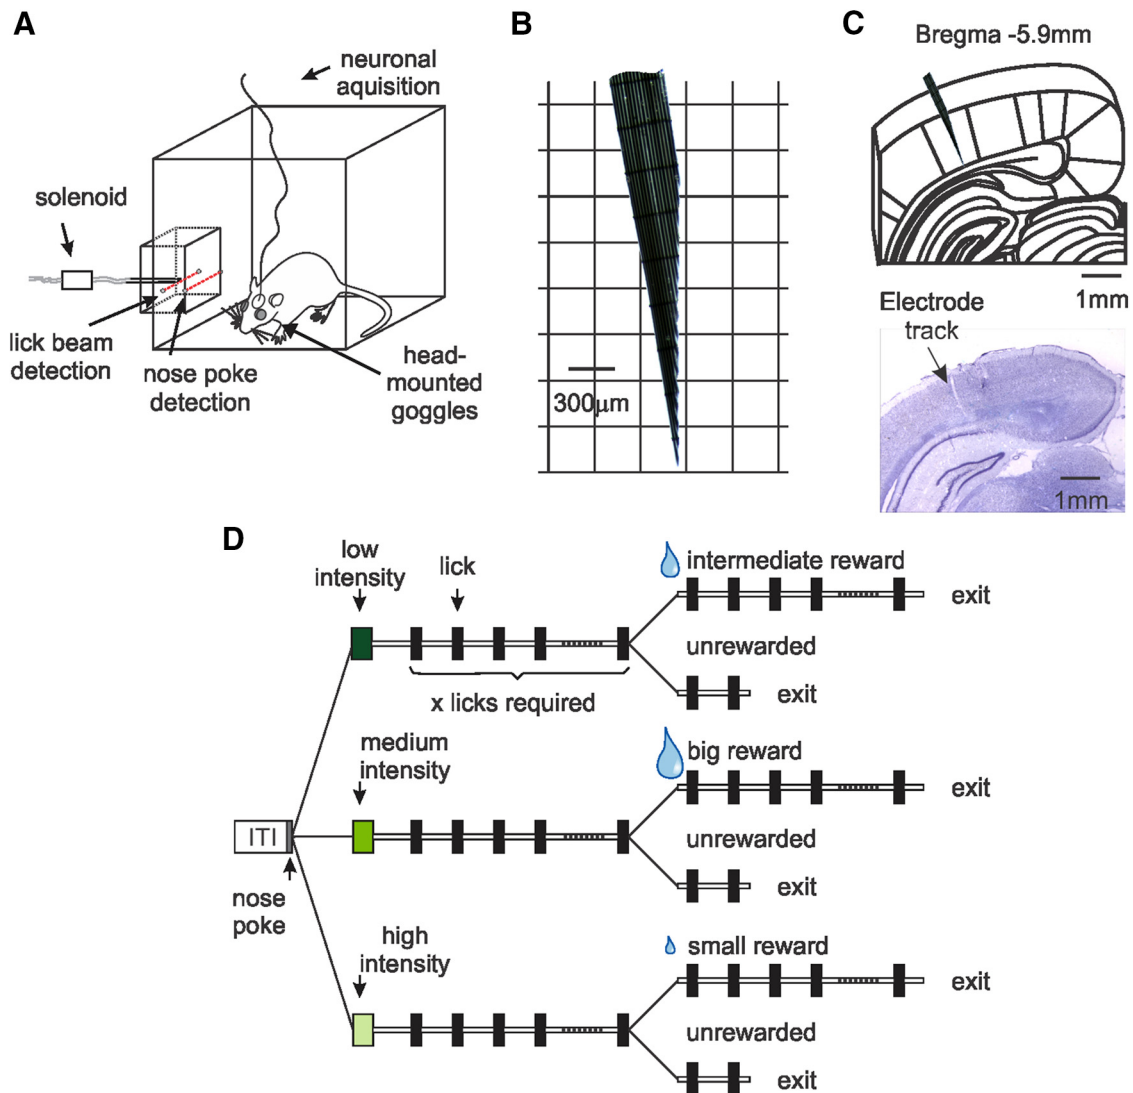 A
neuronal
aquisition
solenoid
lick beam
detection
nose poke
detection
head-
mounted
goggles
B
300µm
C
Bregma -5.9mm
1mm
Electrode
track
1mm
D
low
intensity
lick
x licks required
intermediate reward
exit
unrewarded
exit
medium
intensity
big reward
exit
unrewarded
exit
ITI
nose
poke
high
intensity
small reward
exit
unrewarded
exit